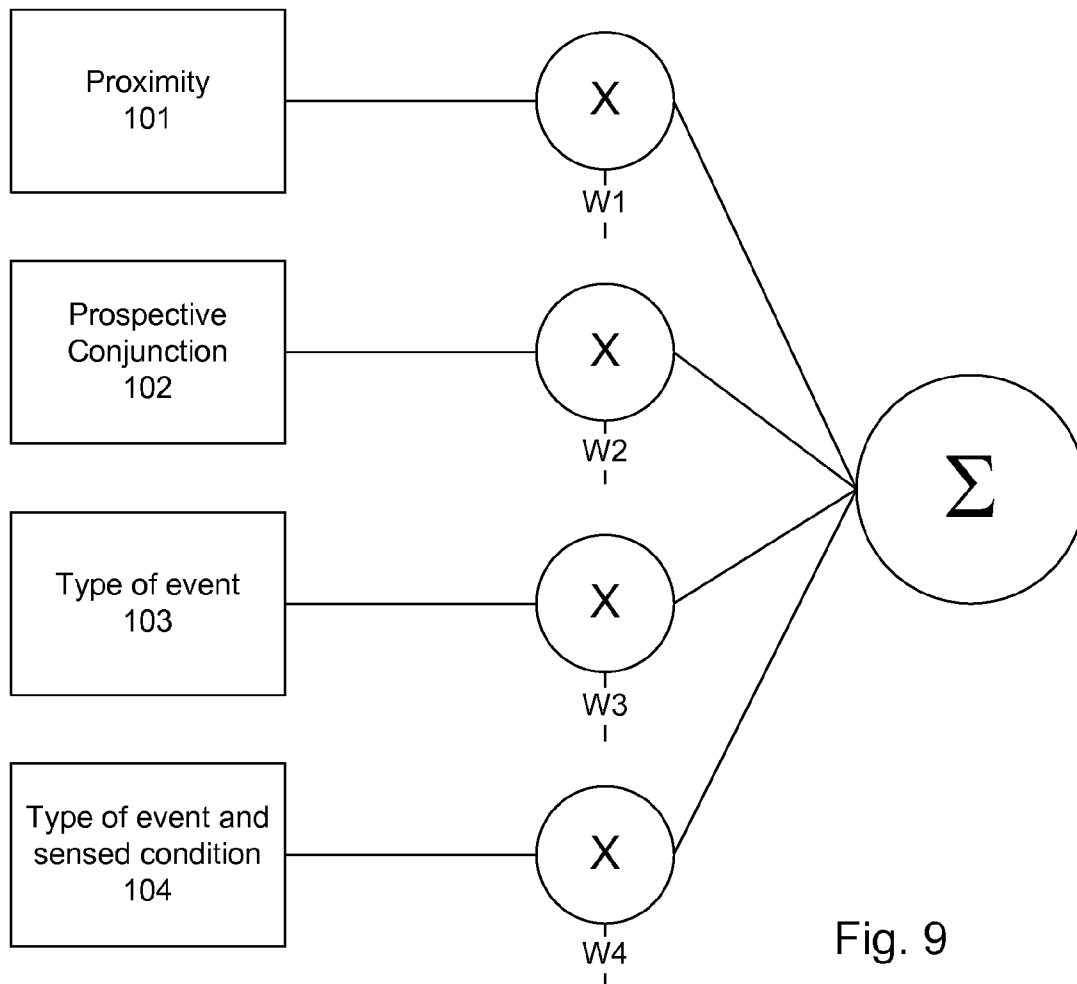 Proximity
101
X
W1
Prospective
Conjunction
102
X
W2
Type of event
103
X
W3
Type of event and
sensed condition
104
X
W4
Σ
Fig. 9